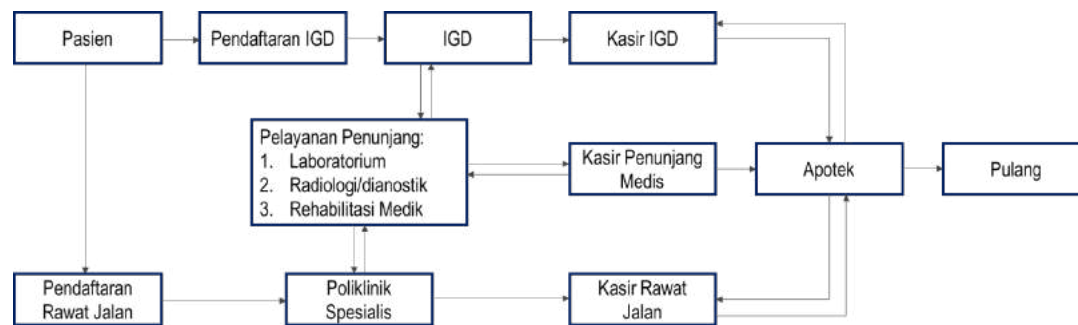 Pasien
Pendaftaran IGD
IGD
Kasir IGD
Pelayanan Penunjang:
1. Laboratorium
2. Radiologi/dianostik
3. Rehabilitasi Medik
Kasir Penunjang
Medis
Apotek
Pulang
Pendaftaran
Rawat Jalan
Poliklinik
Spesialis
Kasir Rawat
Jalan